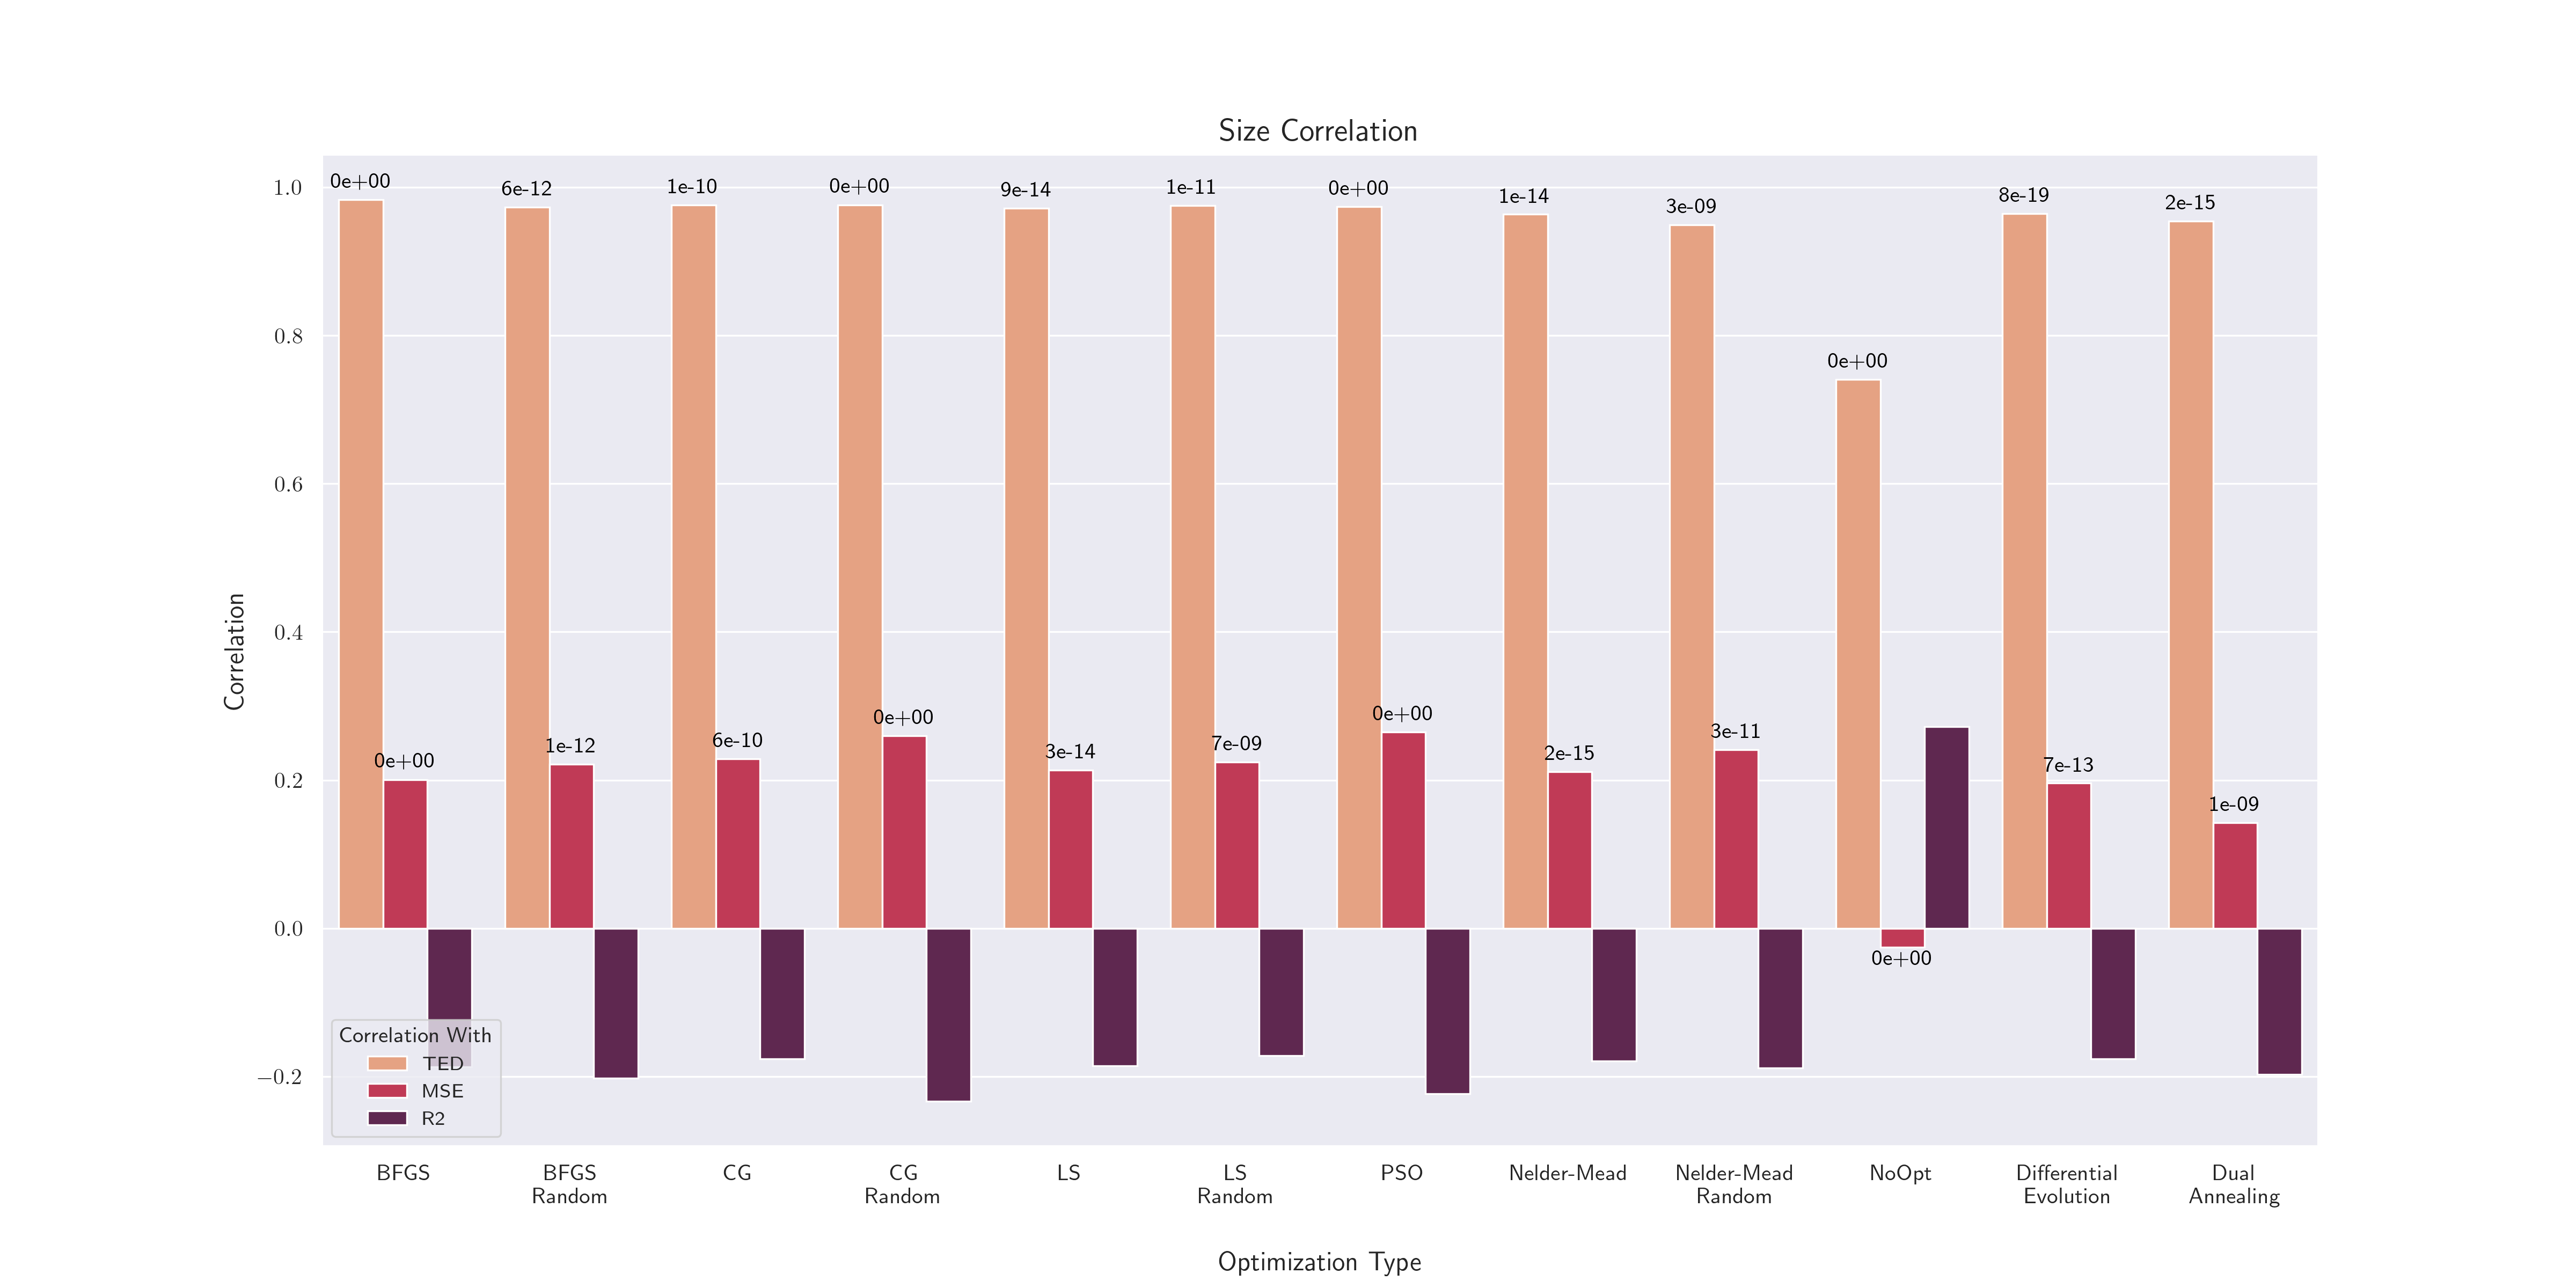 Size Correlation
1.0
0.8
0.6
0.4
0.2
0.0
−0.2
Correlation
0e+00
6e-12
1e-10
0e+00
9e-14
1e-11
0e+00
1e-14
3e-09
0e+00
8e-19
2e-15
0e+00
1e-12
6e-10
0e+00
3e-14
7e-09
0e+00
2e-15
3e-11
0e+00
7e-13
1e-09
Correlation With
TED
MSE
R2
BFGS
BFGS
Random
CG
CG
Random
LS
LS
Random
PSO
Nelder-Mead
Nelder-Mead
Random
NoOpt
Differential
Evolution
Dual
Annealing
Optimization Type